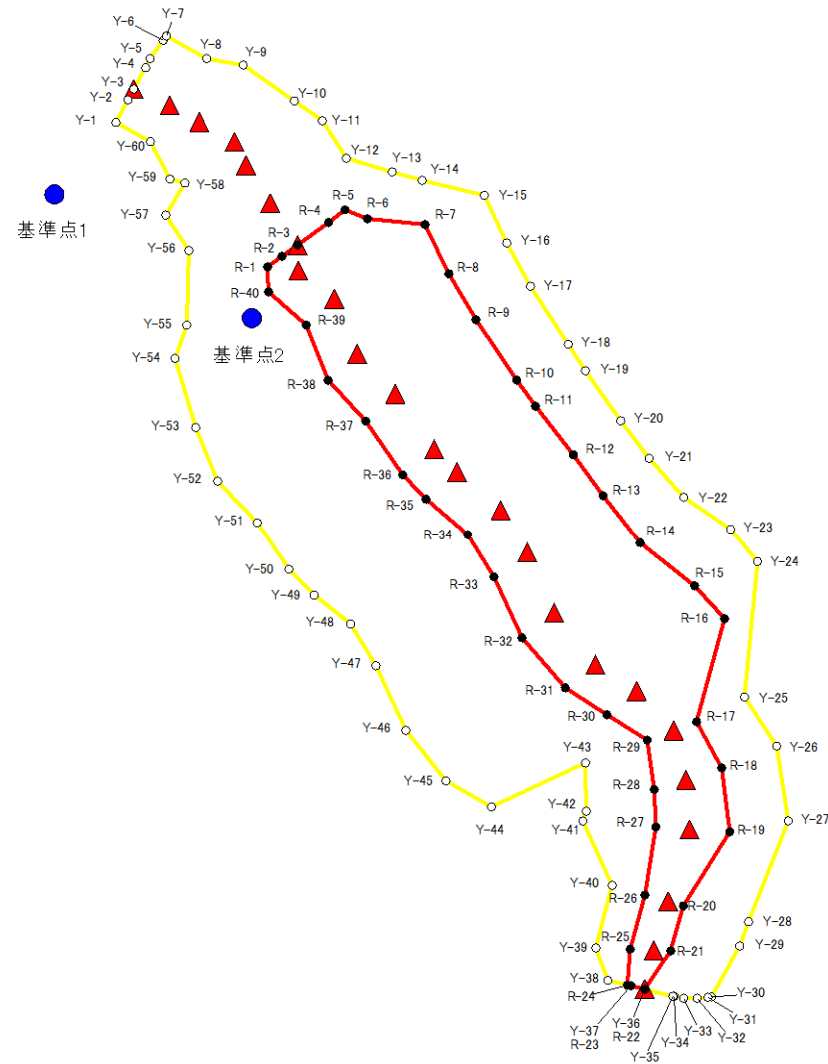 Y-7
Y-6
Y-8
Y-9
Y-5
Y-4
Y-3
Y-2
Y-10
Y-1
Y-11
Y-60
Y-12
Y-13
Y-14
Y-59
Y-58
Y-15
基準点1
Y-57
R-5
R-4
R-6
R-7
Y-16
R-3
Y-56
R-2
R-1
R-8
Y-17
R-40
R-9
Y-55
R-39
基準点2
Y-18
Y-54
R-38
R-10
Y-19
R-11
R-37
Y-20
Y-53
R-12
Y-21
Y-52
R-36
R-13
Y-22
R-35
Y-51
R-34
R-14
Y-23
Y-50
Y-24
R-33
R-15
Y-49
Y-48
R-16
R-32
Y-47
R-31
Y-25
R-30
R-17
Y-46
R-29
Y-26
Y-43
R-18
Y-45
R-28
Y-44
Y-42
Y-41
R-27
R-19
Y-27
Y-40
R-26
R-20
Y-28
Y-39
R-25
R-21
Y-29
Y-38
R-24
Y-30
Y-31
Y-37
R-23
Y-36
R-22
Y-32
Y-33
Y-34
Y-35